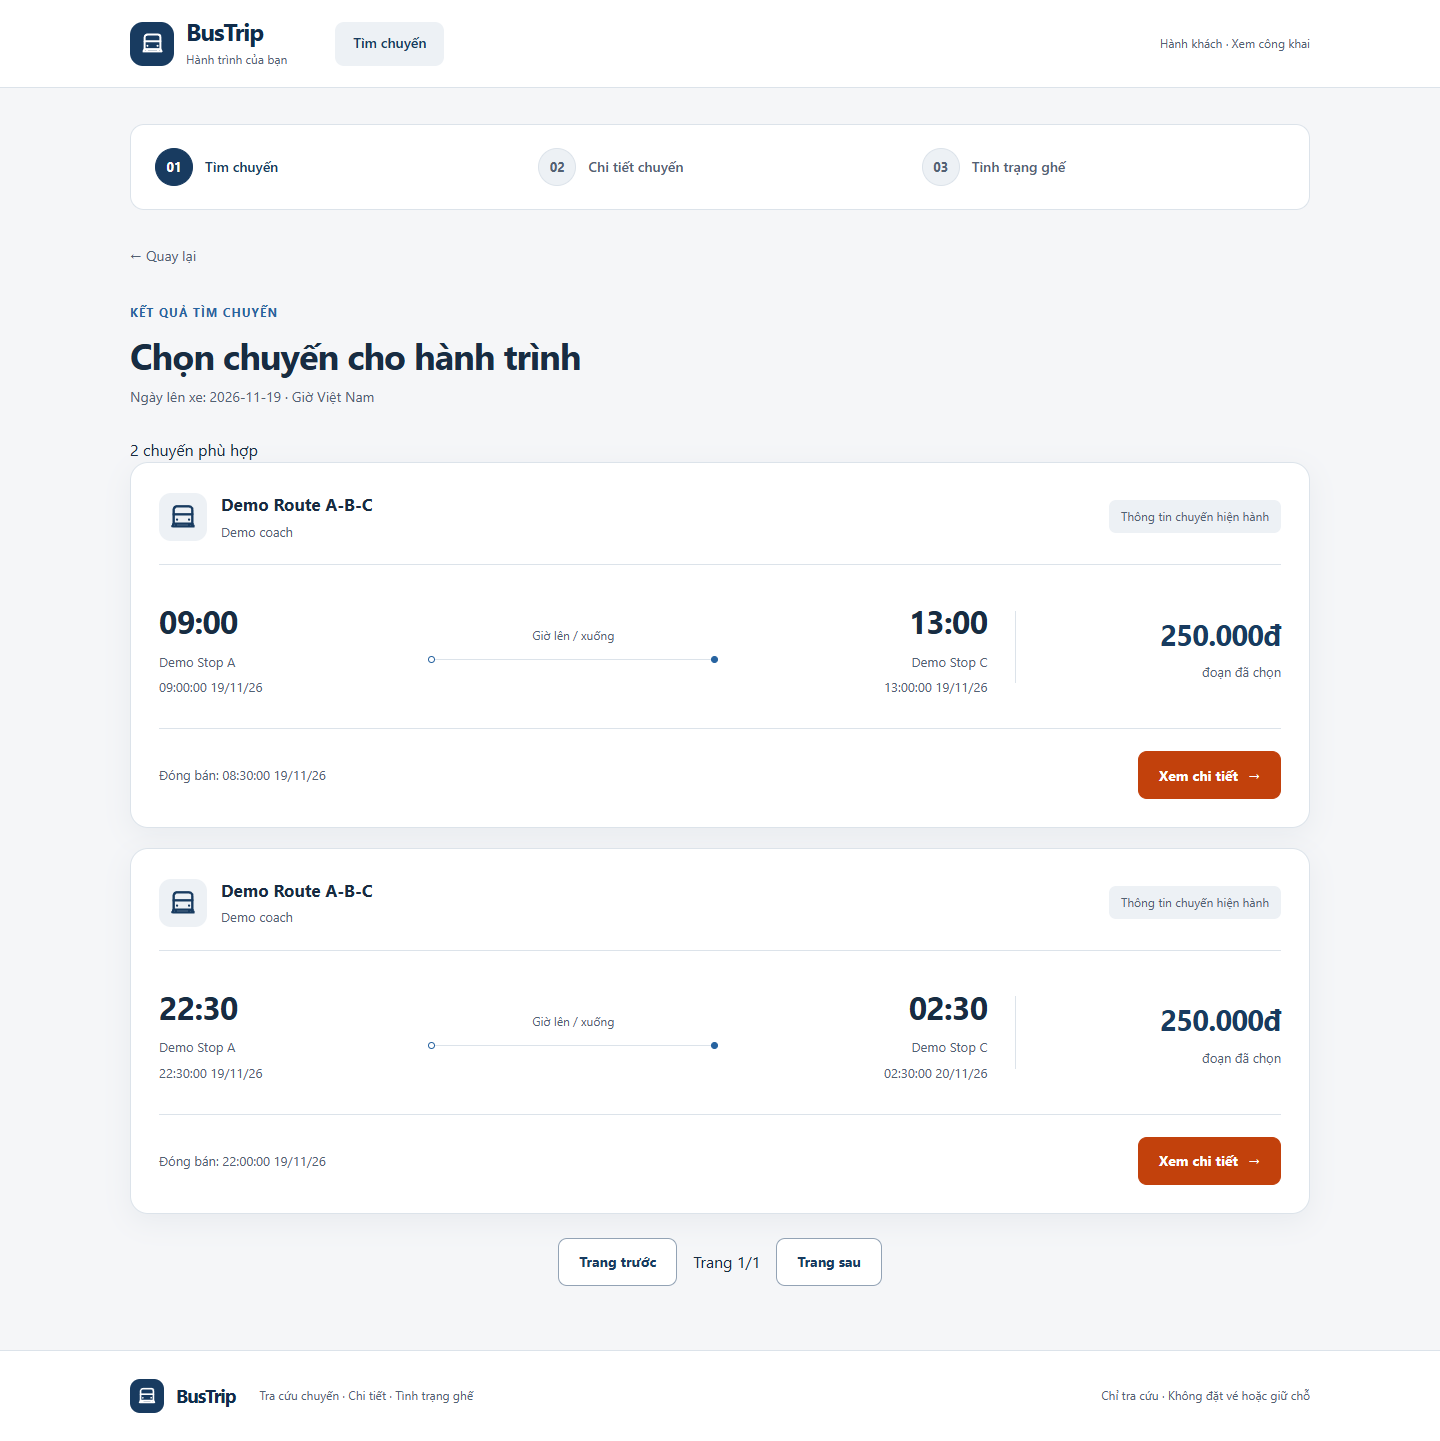 BusTrip
Hành trình của bạn
Tìm chuyến
Hành khách · Xem công khai
01 Tìm chuyến
02 Chi tiết chuyến
03 Tình trạng ghế
← Quay lại
KẾT QUẢ TÌM CHUYẾN
Chọn chuyến cho hành trình
Ngày lên xe: 2026-11-19 · Giờ Việt Nam
2 chuyến phù hợp
Demo Route A-B-C
Demo coach
Thông tin chuyến hiện hành
09:00
Demo Stop A
09:00:00 19/11/26
Giờ lên / xuống
13:00
Demo Stop C
13:00:00 19/11/26
250.000đ
đoạn đã chọn
Đóng bán: 08:30:00 19/11/26
Xem chi tiết →
Demo Route A-B-C
Demo coach
Thông tin chuyến hiện hành
22:30
Demo Stop A
22:30:00 19/11/26
Giờ lên / xuống
02:30
Demo Stop C
02:30:00 20/11/26
250.000đ
đoạn đã chọn
Đóng bán: 22:00:00 19/11/26
Xem chi tiết →
Trang trước
Trang 1/1
Trang sau
BusTrip
Tra cứu chuyến · Chi tiết · Tình trạng ghế
Chỉ tra cứu · Không đặt vé hoặc giữ chỗ